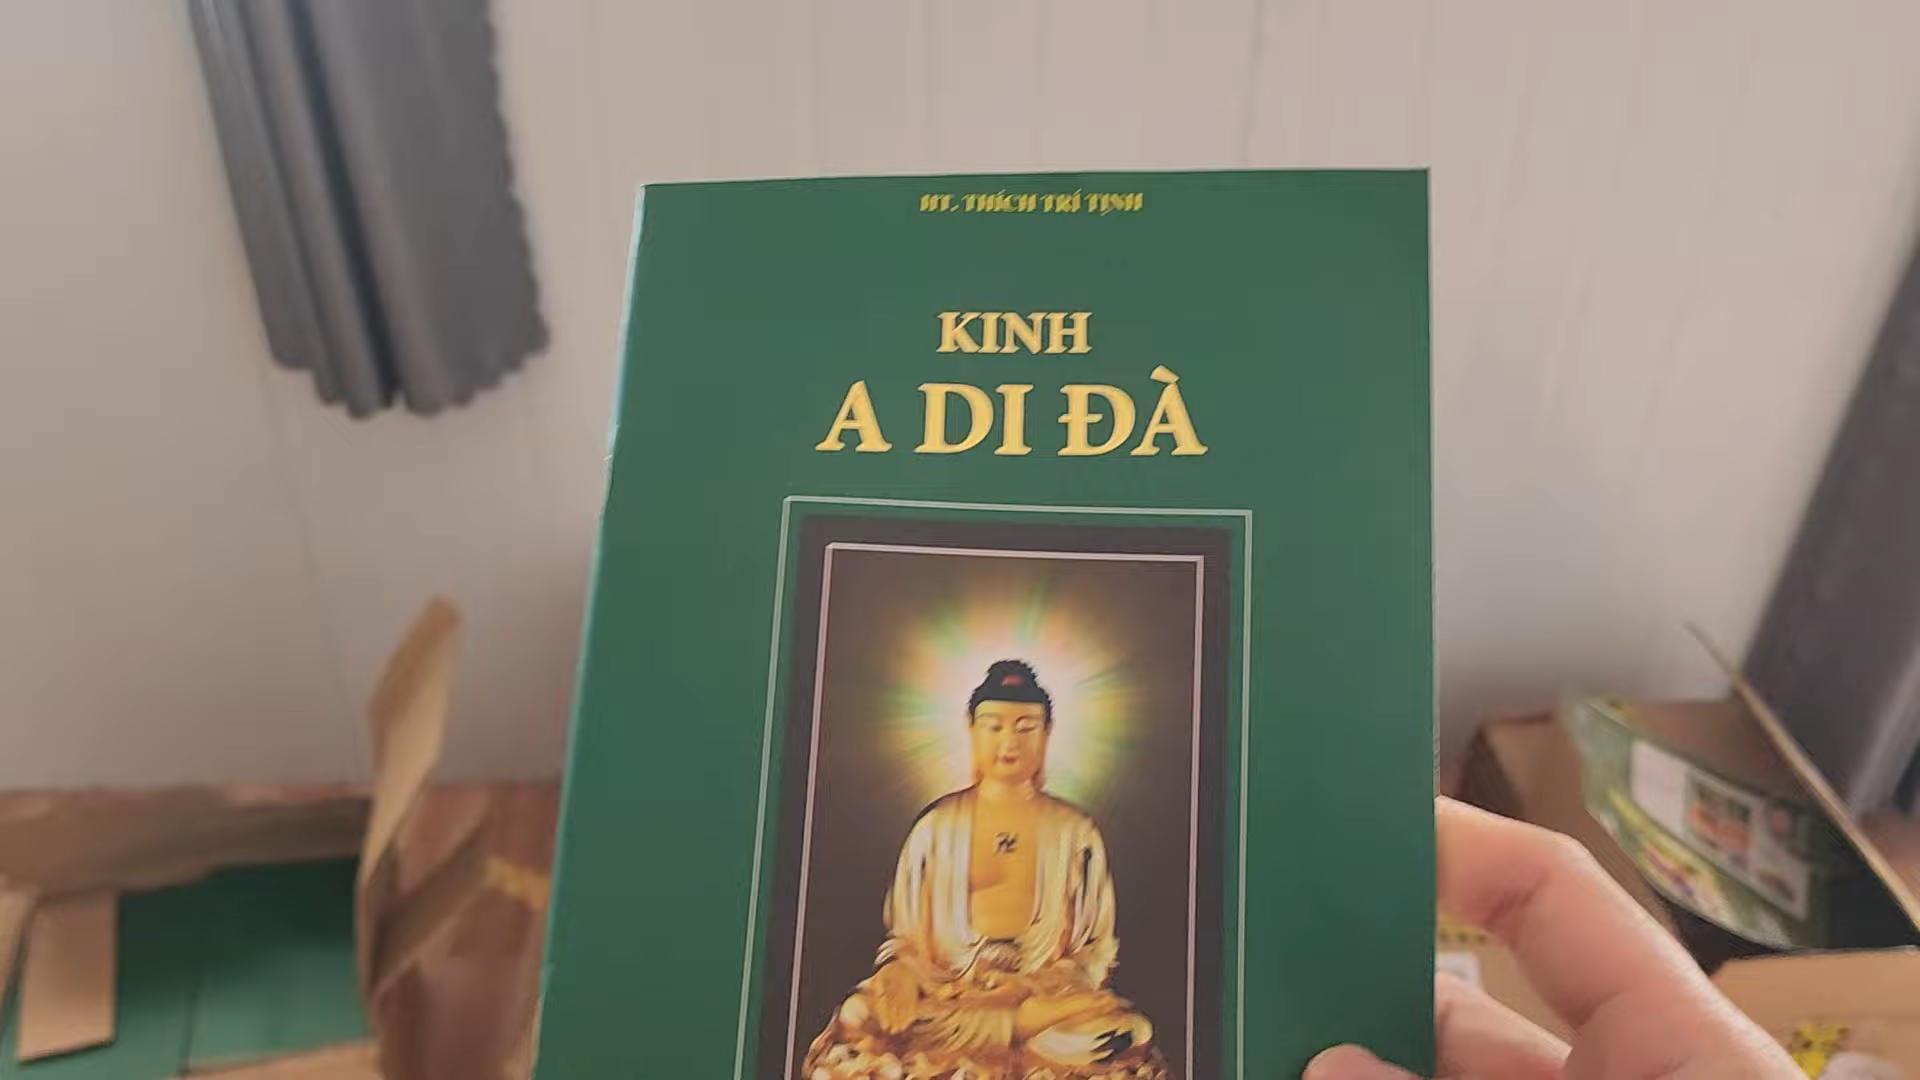 HT. THÍCH TRÍ TỊNH
KINH
A DI ĐÀ